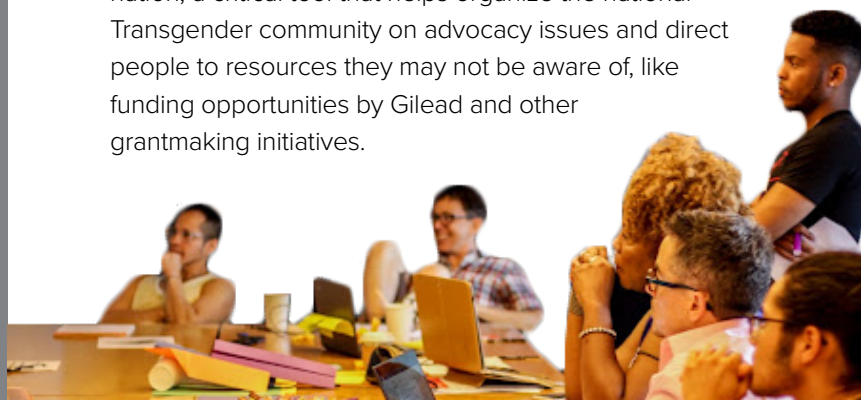 Transgender community on advocacy issues and direct
people to resources they may not be aware of, like
funding opportunities by Gilead and other
grantmaking initiatives.